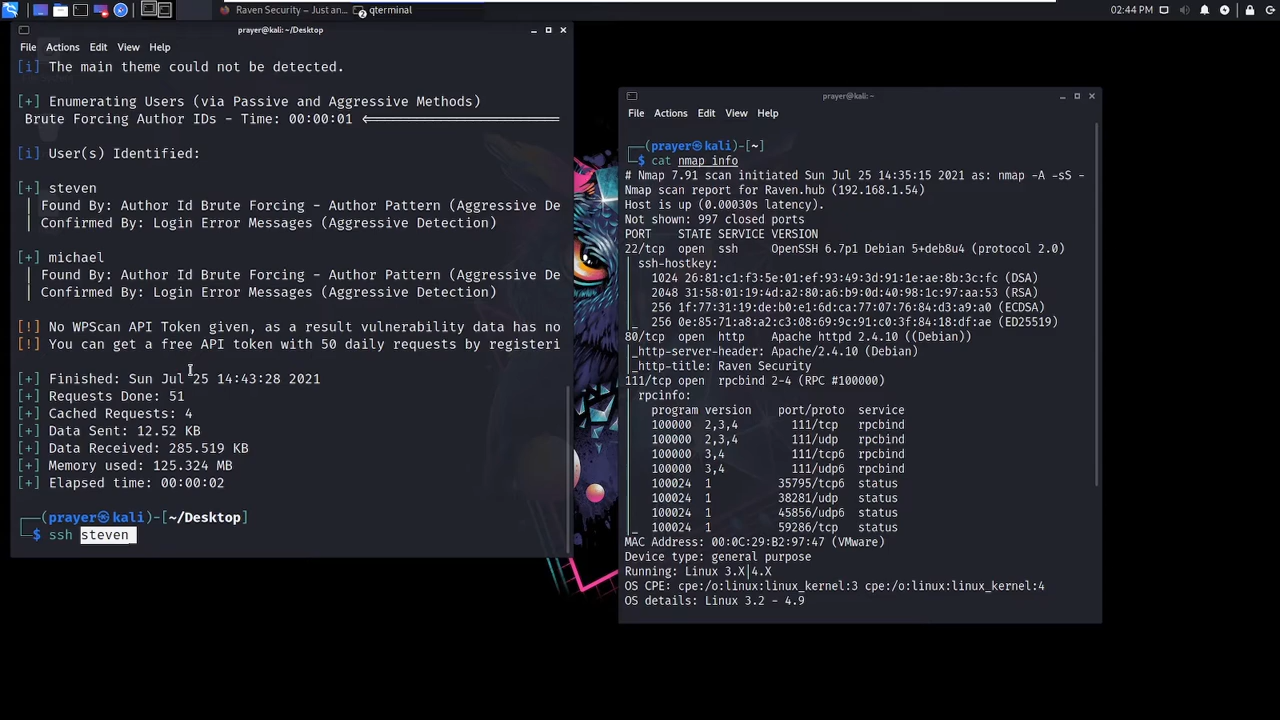 Raven Security – Just an...
qterminal
2
02:44 PM
prayer@kali:~/Desktop
File Actions Edit View Help
[i] The main theme could not be detected.
[+] Enumerating Users (via Passive and Aggressive Methods)
Brute Forcing Author IDs - Time: 00:00:01
[i] User(s) Identified:
[+] steven
| Found By: Author Id Brute Forcing - Author Pattern (Aggressive De
| Confirmed By: Login Error Messages (Aggressive Detection)
[+] michael
| Found By: Author Id Brute Forcing - Author Pattern (Aggressive De
| Confirmed By: Login Error Messages (Aggressive Detection)
[!] No WPScan API Token given, as a result vulnerability data has no
[!] You can get a free API token with 50 daily requests by registeri
[+] Finished: Sun Jul 25 14:43:28 2021
[+] Requests Done: 51
[+] Cached Requests: 4
[+] Data Sent: 12.52 KB
[+] Data Received: 285.519 KB
[+] Memory used: 125.324 MB
[+] Elapsed time: 00:00:02
(prayer㉿kali)-[~/Desktop]
$ ssh steven
prayer@kali:~
File Actions Edit View Help
(prayer㉿kali)-[~]
$ cat nmap_info
# Nmap 7.91 scan initiated Sun Jul 25 14:35:15 2021 as: nmap -A -sS -
Nmap scan report for Raven.hub (192.168.1.54)
Host is up (0.00030s latency).
Not shown: 997 closed ports
PORT STATE SERVICE VERSION
22/tcp open ssh OpenSSH 6.7p1 Debian 5+deb8u4 (protocol 2.0)
| ssh-hostkey:
| 1024 26:81:c1:f3:5e:01:ef:93:49:3d:91:1e:ae:8b:3c:fc (DSA)
| 2048 31:58:01:19:4d:a2:80:a6:b9:0d:40:98:1c:97:aa:53 (RSA)
| 256 1f:77:31:19:de:b0:e1:6d:ca:77:07:76:84:d3:a9:a0 (ECDSA)
|_ 256 0e:85:71:a8:a2:c3:08:69:9c:91:c0:3f:84:18:df:ae (ED25519)
80/tcp open http Apache httpd 2.4.10 ((Debian))
|_http-server-header: Apache/2.4.10 (Debian)
|_http-title: Raven Security
111/tcp open rpcbind 2-4 (RPC #100000)
| rpcinfo:
| program version port/proto service
| 100000 2,3,4 111/tcp rpcbind
| 100000 2,3,4 111/udp rpcbind
| 100000 3,4 111/tcp6 rpcbind
| 100000 3,4 111/udp6 rpcbind
| 100024 1 35795/tcp6 status
| 100024 1 38281/udp status
| 100024 1 45856/udp6 status
|_ 100024 1 59286/tcp status
MAC Address: 00:0C:29:B2:97:47 (VMware)
Device type: general purpose
Running: Linux 3.X|4.X
OS CPE: cpe:/o:linux:linux_kernel:3 cpe:/o:linux:linux_kernel:4
OS details: Linux 3.2 - 4.9